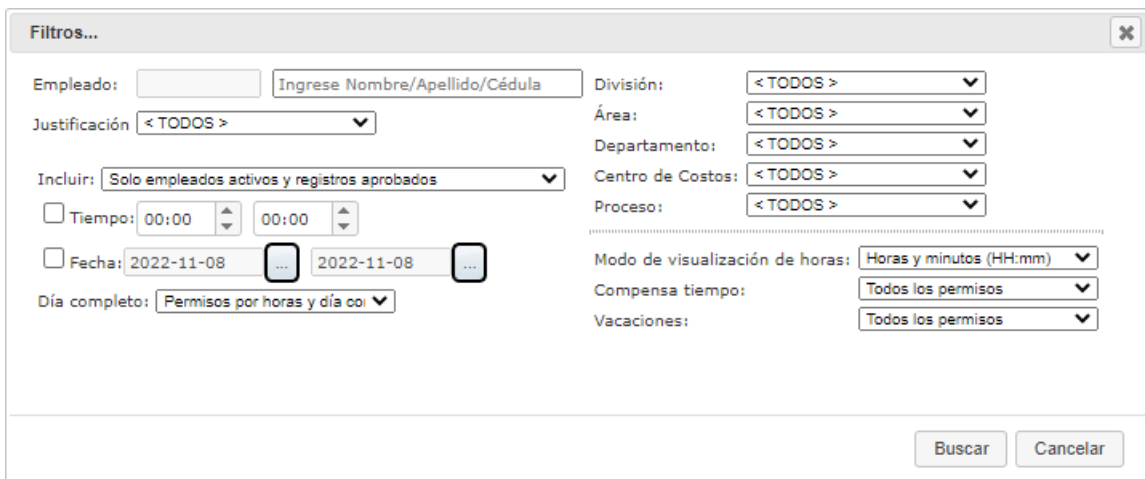 Filtros...
Empleado: Ingrese Nombre/Apellido/Cédula
Justificación < TODOS >
Incluir: Solo empleados activos y registros aprobados
Tiempo: 00:00 00:00
Fecha: 2022-11-08 ... 2022-11-08 ...
Día completo: Permisos por horas y día co
División: < TODOS >
Área: < TODOS >
Departamento: < TODOS >
Centro de Costos: < TODOS >
Proceso: < TODOS >
Modo de visualización de horas: Horas y minutos (HH:mm)
Compensa tiempo: Todos los permisos
Vacaciones: Todos los permisos
Buscar Cancelar